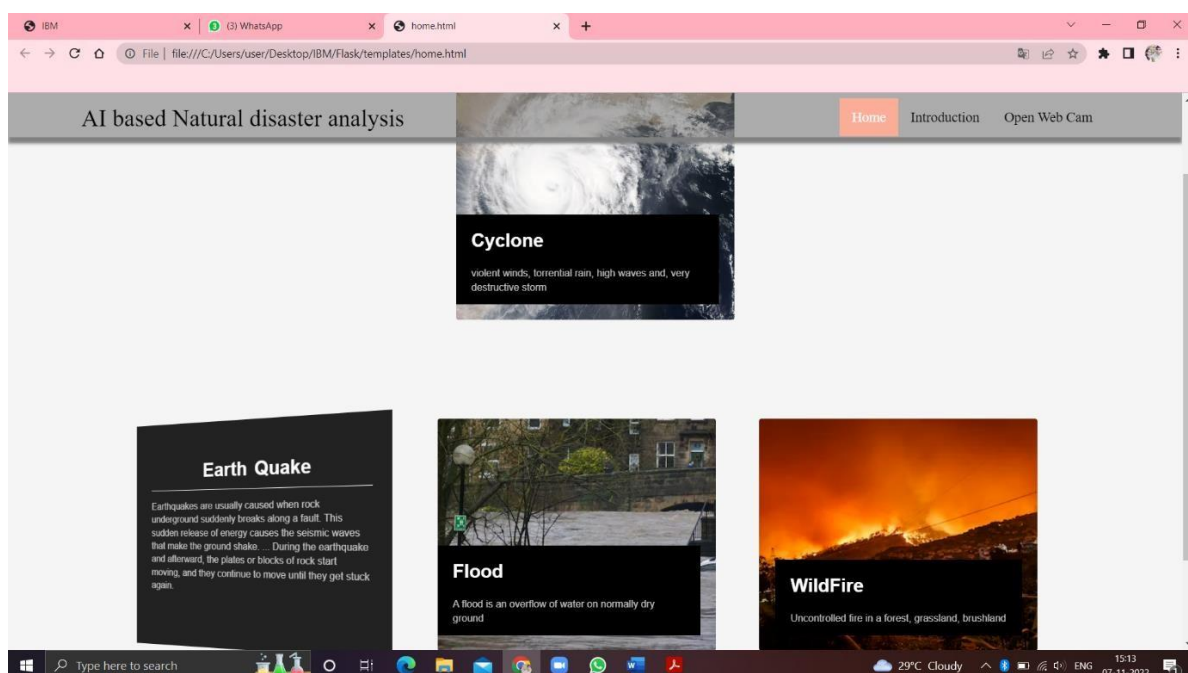 IBM
(3) WhatsApp
home.html
File | file:///C:/Users/user/Desktop/IBM/Flask/templates/home.html
AI based Natural disaster analysis
Home Introduction Open Web Cam
Cyclone
violent winds, torrential rain, high waves and, very
destructive storm
Earth Quake
Earthquakes are usually caused when rock
underground suddenly breaks along a fault. This
sudden release of energy causes the seismic waves
that make the ground shake. ... During the earthquake
and afterward, the plates or blocks of rock start
moving, and they continue to move until they get stuck
again.
Flood
A flood is an overflow of water on normally dry
ground
WildFire
Uncontrolled fire in a forest, grassland, brushland
Type here to search
29°C Cloudy
ENG
15:13
07-11-2022